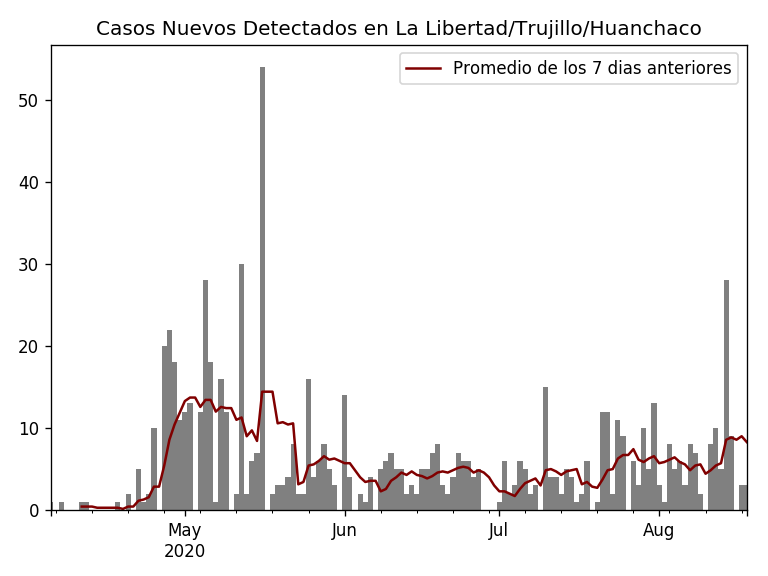 Casos Nuevos Detectados en La Libertad/Trujillo/Huanchaco
Promedio de los 7 dias anteriores
50
40
30
20
10
0
May Jun Jul Aug
2020